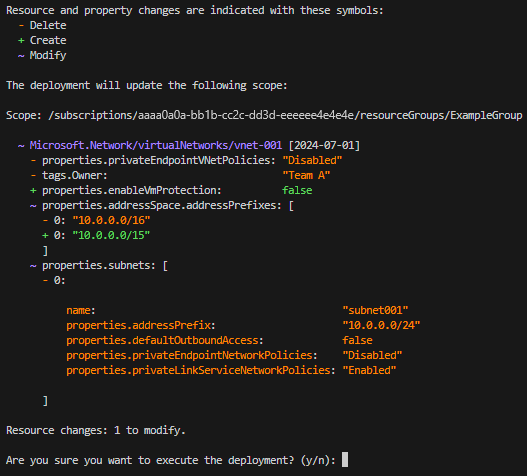 Resource and property changes are indicated with these symbols:
- Delete
+ Create
~ Modify
The deployment will update the following scope:
Scope: /subscriptions/aaaa0a0a-bb1b-cc2c-dd3d-eeeeee4e4e4e/resourceGroups/ExampleGroup
~ Microsoft.Network/virtualNetworks/vnet-001 [2024-07-01]
- properties.privateEndpointVNetPolicies: "Disabled"
- tags.Owner: "Team A"
+ properties.enableVmProtection: false
~ properties.addressSpace.addressPrefixes: [
- 0: "10.0.0.0/16"
+ 0: "10.0.0.0/15"
]
~ properties.subnets: [
- 0:
name: "subnet001"
properties.addressPrefix: "10.0.0.0/24"
properties.defaultOutboundAccess: false
properties.privateEndpointNetworkPolicies: "Disabled"
properties.privateLinkServiceNetworkPolicies: "Enabled"
]
Resource changes: 1 to modify.
Are you sure you want to execute the deployment? (y/n):